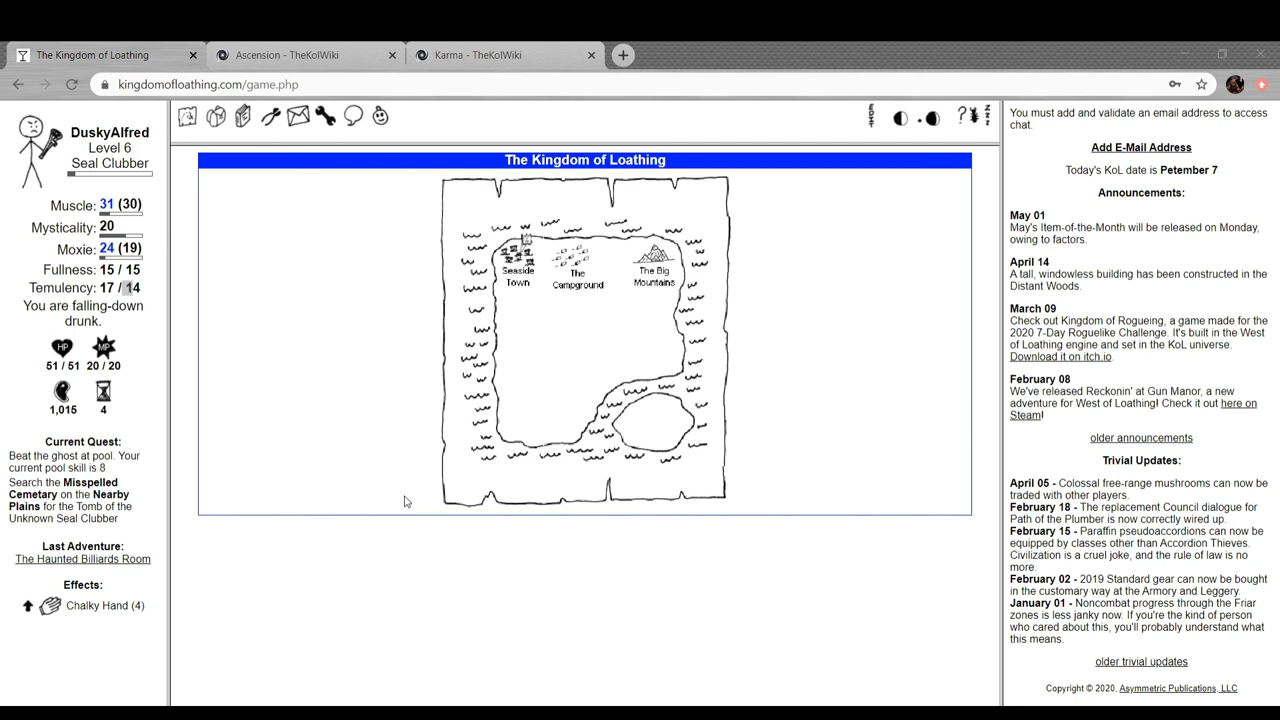 The Kingdom of Loathing
Ascension - TheKolWiki
Karma - TheKolWiki
kingdomofloathing.com/game.php
DuskyAlfred
Level 6
Seal Clubber
Muscle: 31 (30)
Mysticality: 20
Moxie: 24 (19)
Fullness: 15 / 15
Temulency: 17 / 14
You are falling-down
drunk.
HP
MP
51 / 51 20 / 20
1,015 4
Current Quest:
Beat the ghost at pool. Your
current pool skill is 8
Search the Misspelled
Cemetary on the Nearby
Plains for the Tomb of the
Unknown Seal Clubber
Last Adventure:
The Haunted Billiards Room
Effects:
Chalky Hand (4)
The Kingdom of Loathing
Seaside
Town
The
Campground
The Big
Mountains
You must add and validate an email address to access
chat.
Add E-Mail Address
Today's KoL date is Petember 7
Announcements:
May 01
May's Item-of-the-Month will be released on Monday,
owing to factors.
April 14
A tall, windowless building has been constructed in the
Distant Woods.
March 09
Check out Kingdom of Rogueing, a game made for the
2020 7-Day Roguelike Challenge. It's built in the West
of Loathing engine and set in the KoL universe.
Download it on itch.io.
February 08
We've released Reckonin' at Gun Manor, a new
adventure for West of Loathing! Check it out here on
Steam!
older announcements
Trivial Updates:
April 05 - Colossal free-range mushrooms can now be
traded with other players.
February 18 - The replacement Council dialogue for
Path of the Plumber is now correctly wired up.
February 15 - Paraffin pseudoaccordions can now be
equipped by classes other than Accordion Thieves.
Civilization is a cruel joke, and the rule of law is no
more.
February 02 - 2019 Standard gear can now be bought
in the customary way at the Armory and Leggery.
January 01 - Noncombat progress through the Friar
zones is less janky now. If you're the kind of person
who cared about this, you'll probably understand what
this means.
older trivial updates
Copyright © 2020, Asymmetric Publications, LLC